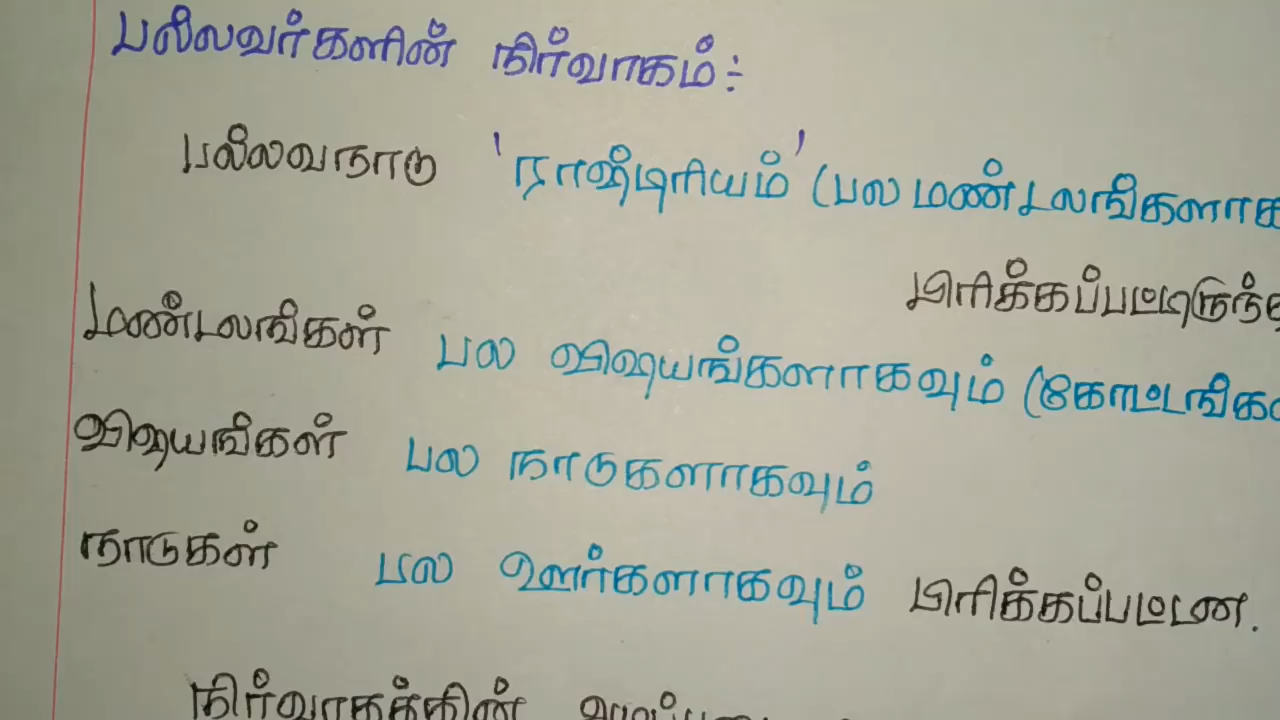 பல்லவர்களின் நிர்வாகம் :-
பல்லவநாடு 'ராஷ்டிரியம்' (பல மண்டலங்களாக
பிரிக்கப்பட்டிருந்த
மண்டலங்கள் பல விஷயங்களாகவும் (கோட்டங்கள
விஷயங்கள் பல நாடுகளாகவும்
நாடுகள் பல ஊர்களாகவும் பிரிக்கப்பட்டன.
நிர்வாகத்தின்